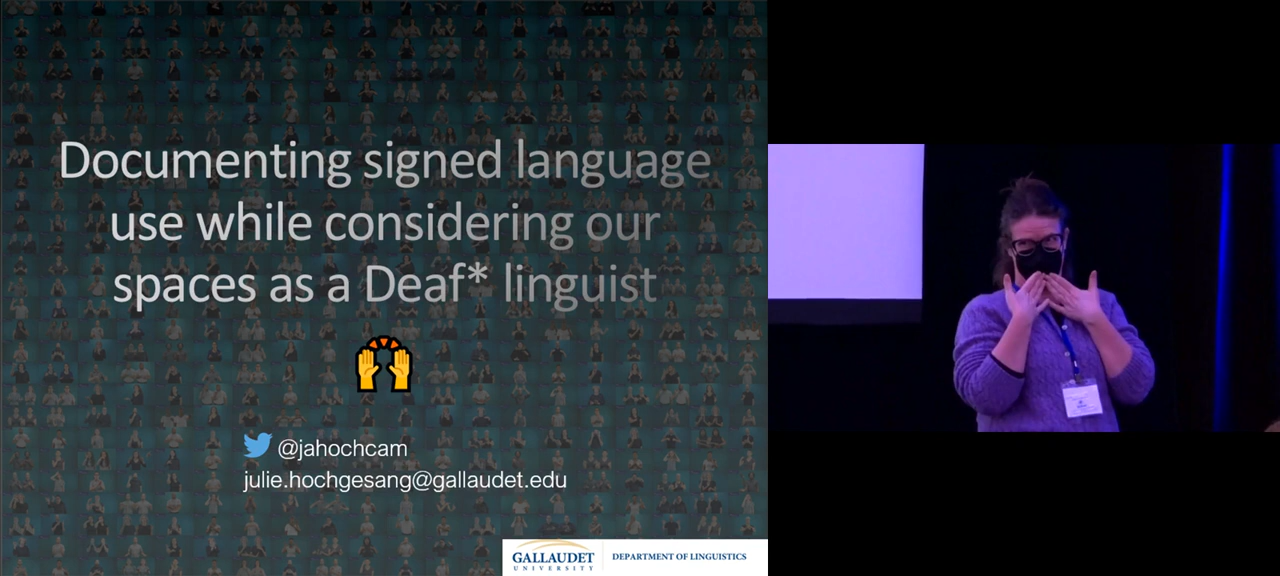 Documenting signed language
use while considering our
spaces as a Deaf* linguist
@jahochcam
julie.hochgesang@gallaudet.edu
GALLAUDET
UNIVERSITY
DEPARTMENT OF LINGUISTICS